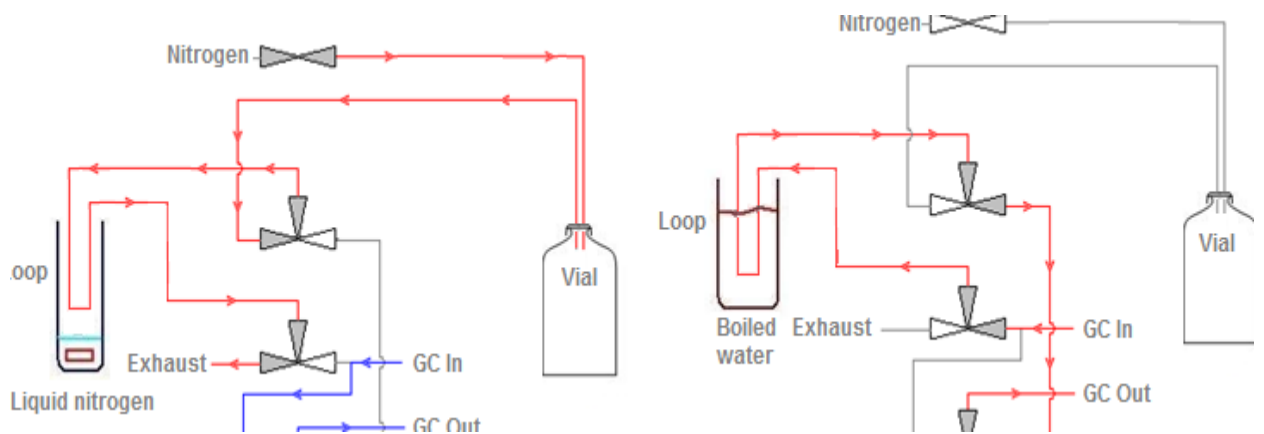 Nitrogen
Vial
.oop
Exhaust
GC In
Liquid nitrogen
GC Out
Nitrogen
Loop
Vial
Boiled
water
Exhaust
GC In
GC Out